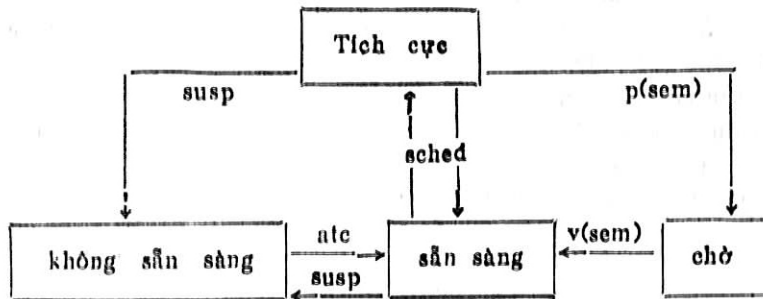 Tích cực
susp
p(sem)
sched
không sẵn sàng
atc
susp
sẵn sàng
v(sem)
chờ